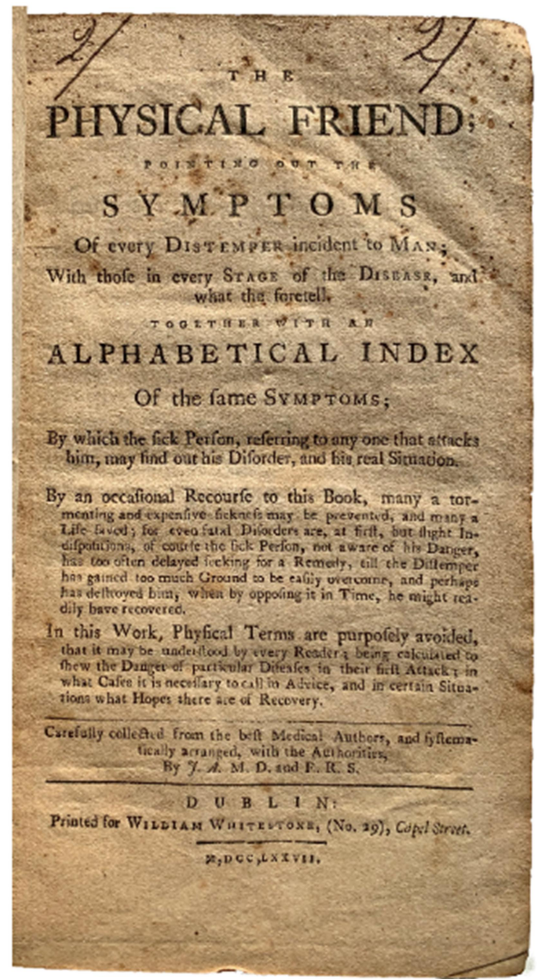 2/ 2/
THE
PHYSICAL FRIEND;
POINTING OUT THE
SYMPTOMS
Of every DISTEMPER incident to MAN;
With thoſe in every STAGE of the DISEASE, and
what the foretell.
TOGETHER WITH AN
ALPHABETICAL INDEX
Of the ſame SYMPTOMS;
By which the ſick Perſon, referring to any one that attacks
him, may find out his Diſorder, and his real Situation.
By an occaſional Recourſe to this Book, many a tor-
menting and expenſive ſickneſs may be prevented, and many a
Life ſaved; for even fatal Diſorders are, at firſt, but ſlight In-
diſpoſitions, of courſe the ſick Perſon, not aware of his Danger,
has too often delayed ſeeking for a Remedy, till the Diſtemper
has gained too much Ground to be eaſily overcome, and perhaps
has deſtroyed him, when by oppoſing it in Time, he might rea-
dily have recovered.
In this Work, Phyſical Terms are purpoſely avoided,
that it may be underſtood by every Reader; being calculated to
ſhew the Danger of particular Diſeaſes in their firſt Attack; in
what Caſes it is neceſſary to call in Advice, and in certain Situa-
tions what Hopes there are of Recovery.
Carefully collected from the beſt Medical Authors, and ſyſtema-
tically arranged, with the Authorities,
By J. A. M. D. and F. R. S.
DUBLIN:
Printed for WILLIAM WHITESTONE, (No. 29), Capel Street.
M,DCC,LXXVII.